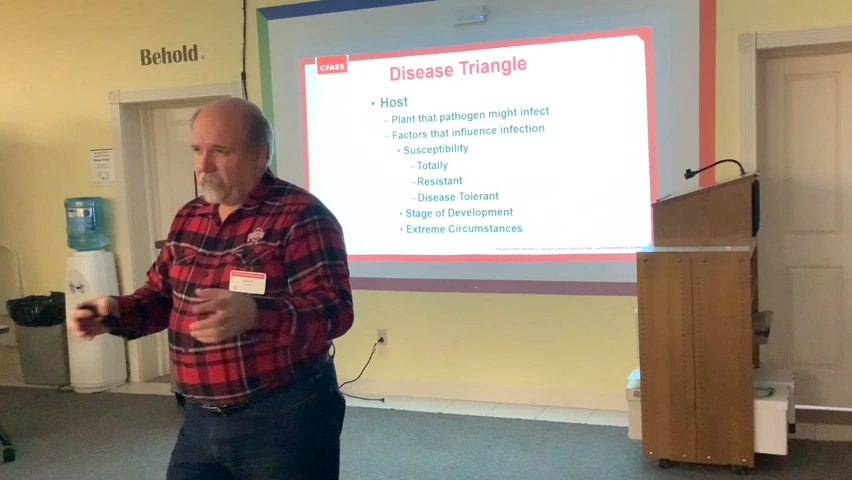 Behold.
CFAES
Disease Triangle
• Host
– Plant that pathogen might infect
– Factors that influence infection
• Susceptibility
–Totally
–Resistant
–Disease Tolerant
• Stage of Development
• Extreme Circumstances